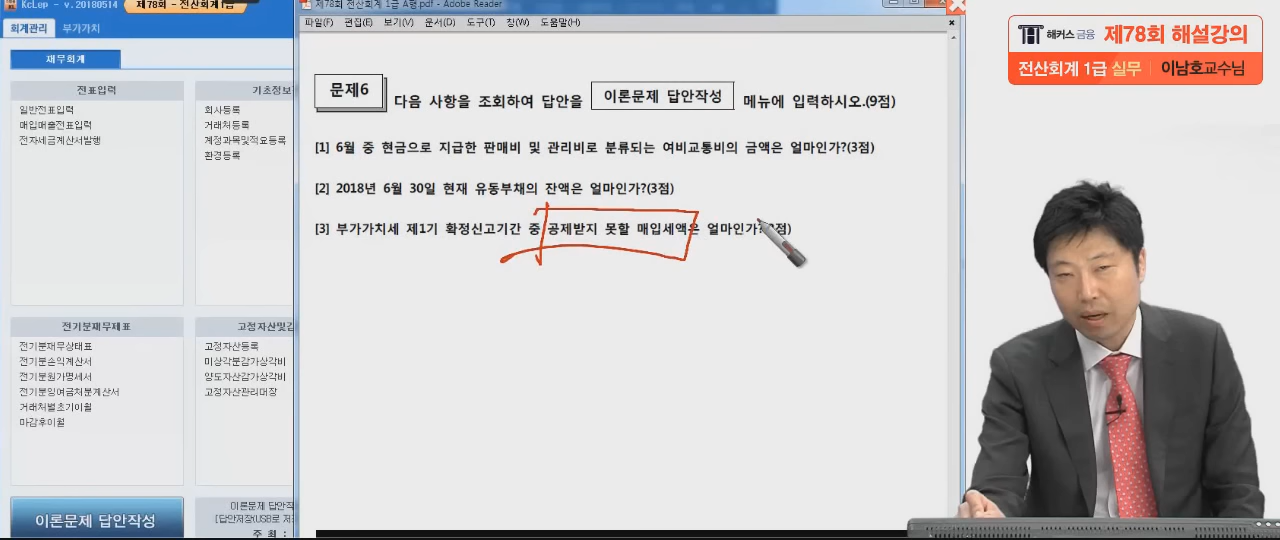 KcLep - v.20180514
제78회 - 전산회계1급
제78회 전산회계 1급 A형.pdf - Adobe Reader
회계관리
부가가치
파일(F) 편집(E) 보기(V) 문서(D) 도구(T) 창(W) 도움말(H)
재무회계
전표입력
일반전표입력
매입매출전표입력
전자세금계산서발행
기초정보
회사등록
거래처등록
계정과목및적요등록
환경등록
전기분재무제표
전기분재무상태표
전기분손익계산서
전기분원가명세서
전기분잉여금처분계산서
거래처별초기이월
마감후이월
고정자산및감
고정자산등록
미상각분감가상각비
양도자산감가상각비
고정자산관리대장
이론문제 답안작성
이론문제 답안작
[답안저장(USB로 저
주 최 :
문제6
다음 사항을 조회하여 답안을 이론문제 답안작성 메뉴에 입력하시오.(9점)
[1] 6월 중 현금으로 지급한 판매비 및 관리비로 분류되는 여비교통비의 금액은 얼마인가?(3점)
[2] 2018년 6월 30일 현재 유동부채의 잔액은 얼마인가?(3점)
[3] 부가가치세 제1기 확정신고기간 중 공제받지 못할 매입세액은 얼마인가? 점)
해커스 금융 제78회 해설강의
전산회계 1급 실무 이남호교수님